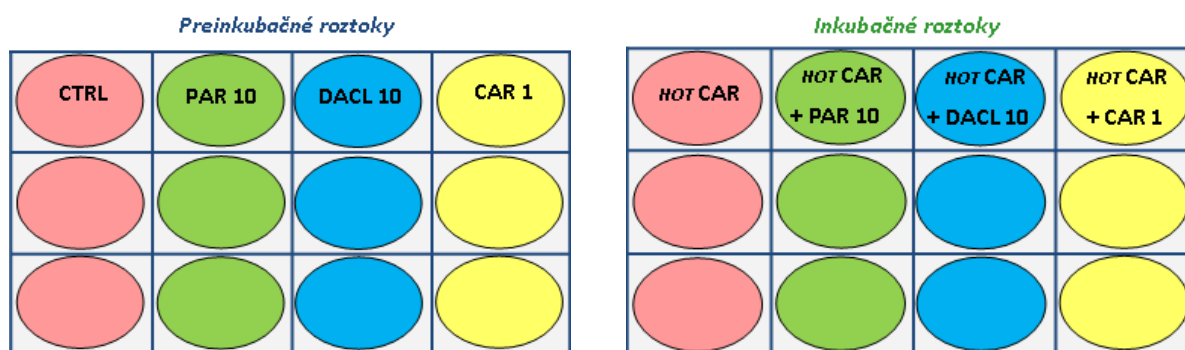 Preinkubačné roztoky
CTRL
PAR 10
DACL 10
CAR 1
Inkubačné roztoky
HOT CAR
HOT CAR
+ PAR 10
HOT CAR
+ DACL 10
HOT CAR
+ CAR 1